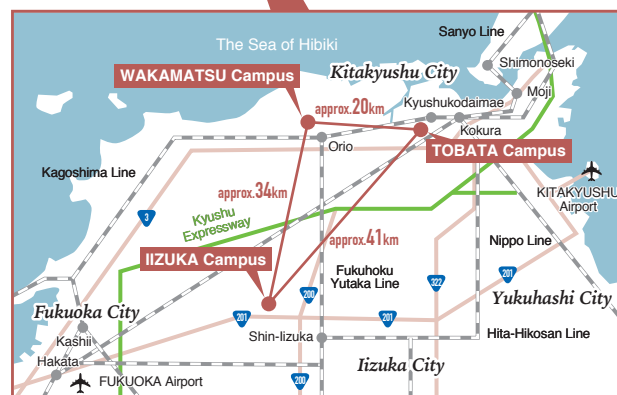 Sanyo Line
The Sea of Hibiki
Shimonoseki
WAKAMATSU Campus
Kitakyushu City
Moji
approx.20km
Kyushukodaimae
Kokura
Orio
TOBATA Campus
Kagoshima Line
approx.34km
KITAKYUSHU
Airport
3
Kyushu
Expressway
approx.41km
Nippo Line
IIZUKA Campus
Fukuhoku
Yutaka Line
322
201
200
Yukuhashi City
Fukuoka City
201
201
Kashii
Shin-Iizuka
Hita-Hikosan Line
Hakata
Iizuka City
FUKUOKA Airport
200